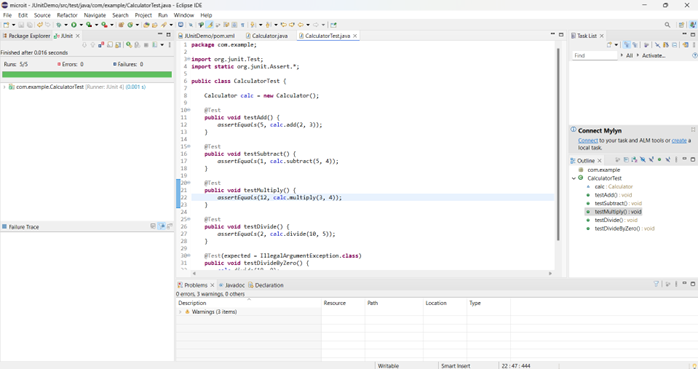 microit - JUnitDemo/src/test/java/com/example/CalculatorTest.java - Eclipse IDE
File Edit Source Refactor Navigate Search Project Run Window Help
Package Explorer JUnit
Finished after 0.016 seconds
Runs: 5/5 Errors: 0 Failures: 0
com.example.CalculatorTest [Runner: JUnit 4] (0.001 s)
Failure Trace
JUnitDemo/pom.xml Calculator.java CalculatorTest.java
1 package com.example;
2
3 import org.junit.Test;
4 import static org.junit.Assert.*;
5
6 public class CalculatorTest {
7
8 Calculator calc = new Calculator();
9
10 @Test
11 public void testAdd() {
12 assertEquals(5, calc.add(2, 3));
13 }
14
15 @Test
16 public void testSubtract() {
17 assertEquals(1, calc.subtract(5, 4));
18 }
19
20 @Test
21 public void testMultiply() {
22 assertEquals(12, calc.multiply(3, 4));
23 }
24
25 @Test
26 public void testDivide() {
27 assertEquals(2, calc.divide(10, 5));
28 }
29
30 @Test(expected = IllegalArgumentException.class)
31 public void testDivideByZero() {
Problems Javadoc Declaration
0 errors, 3 warnings, 0 others
Description Resource Path Location Type
Warnings (3 items)
Task List
Find All Activate...
Connect Mylyn
Connect to your task and ALM tools or create a
local task.
Outline
com.example
CalculatorTest
calc : Calculator
testAdd() : void
testSubtract() : void
testMultiply() : void
testDivide() : void
testDivideByZero() : void
Writable Smart Insert 22 : 47 : 444